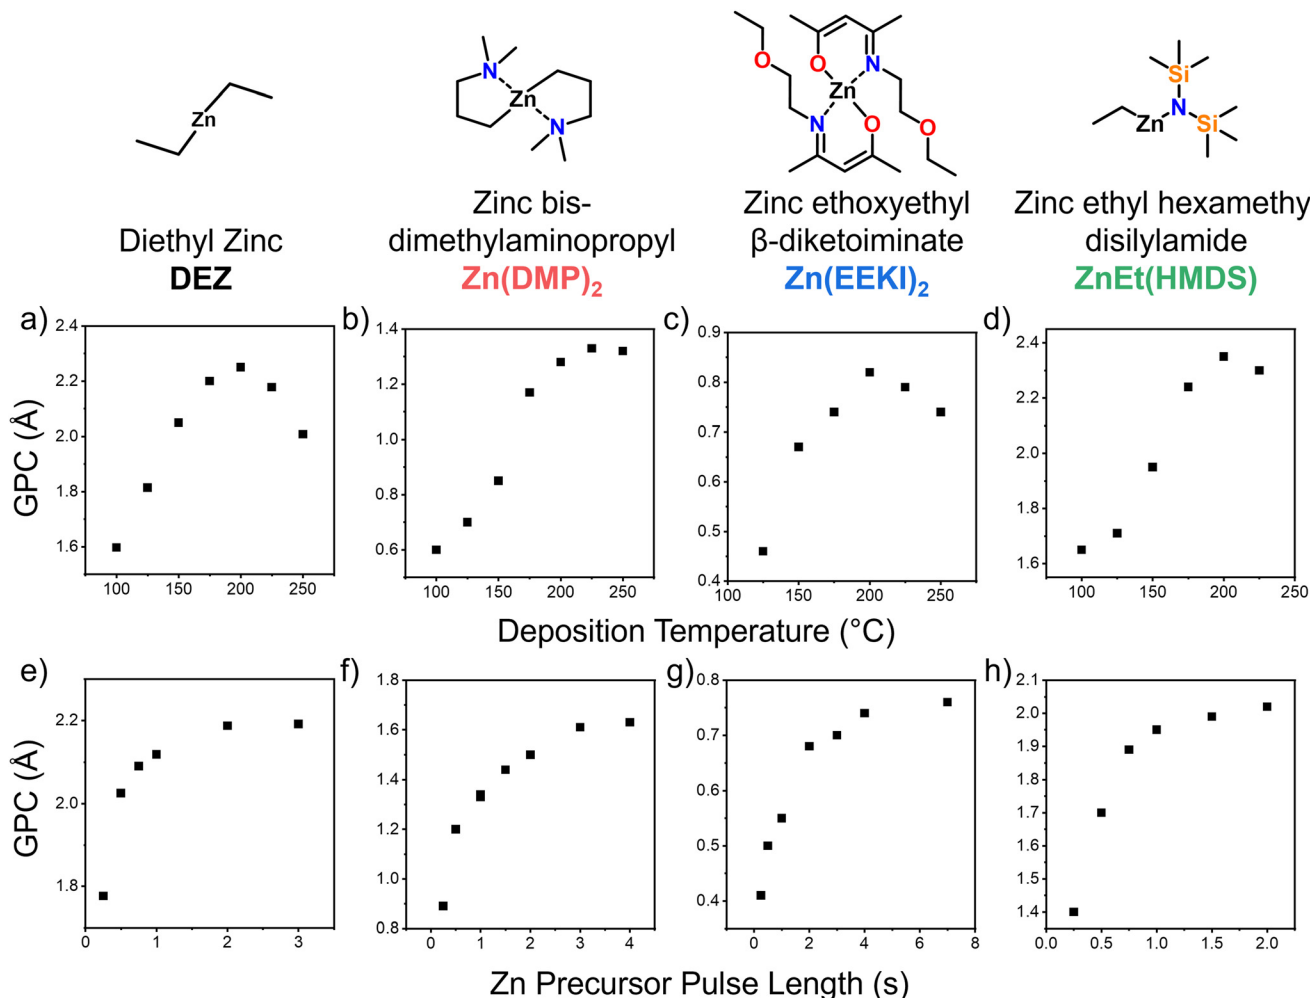 Zn
N
Zn
N
O
O
N
Zn
N
O
O
Si
N
Zn
Si
Diethyl Zinc
DEZ
Zinc bis-
dimethylaminopropyl
Zn(DMP)2
Zinc ethoxyethyl
β-diketoiminate
Zn(EEKI)2
Zinc ethyl hexamethy
disilylamide
ZnEt(HMDS)
a)
2.4
2.2
2.0
1.8
1.6
100
150
200
250
GPC (Å)
b)
1.4
1.2
1.0
0.8
0.6
100
150
200
250
c)
0.9
0.8
0.7
0.6
0.5
0.4
100
150
200
250
d)
2.4
2.2
2.0
1.8
1.6
100
150
200
250
Deposition Temperature (°C)
e)
2.2
2.0
1.8
0
1
2
3
GPC (Å)
f)
1.8
1.6
1.4
1.2
1.0
0.8
0
1
2
3
4
g)
0.8
0.7
0.6
0.5
0.4
0
2
4
6
8
h)
2.1
2.0
1.9
1.8
1.7
1.6
1.5
1.4
0.0
0.5
1.0
1.5
2.0
Zn Precursor Pulse Length (s)